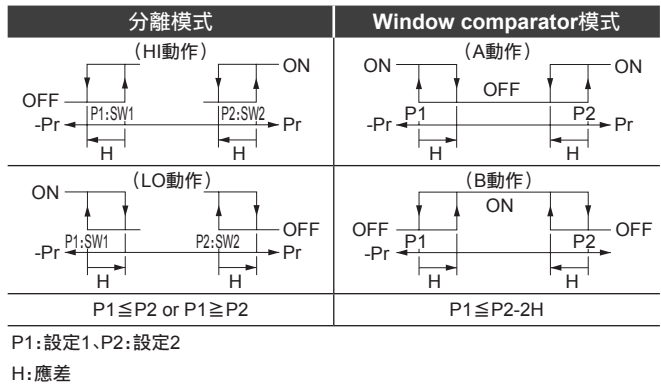 分離模式
Window comparator模式
（HI動作）
ON
OFF
P1:SW1
P2:SW2
-Pr
Pr
H
H
（A動作）
ON
ON
OFF
P1
P2
-Pr
Pr
H
H
（LO動作）
ON
OFF
P1:SW1
P2:SW2
-Pr
Pr
H
H
（B動作）
ON
OFF
OFF
P1
P2
-Pr
H
H
P1≦P2 or P1≧P2
P1≦P2-2H
P1:設定1、P2:設定2
H:應差